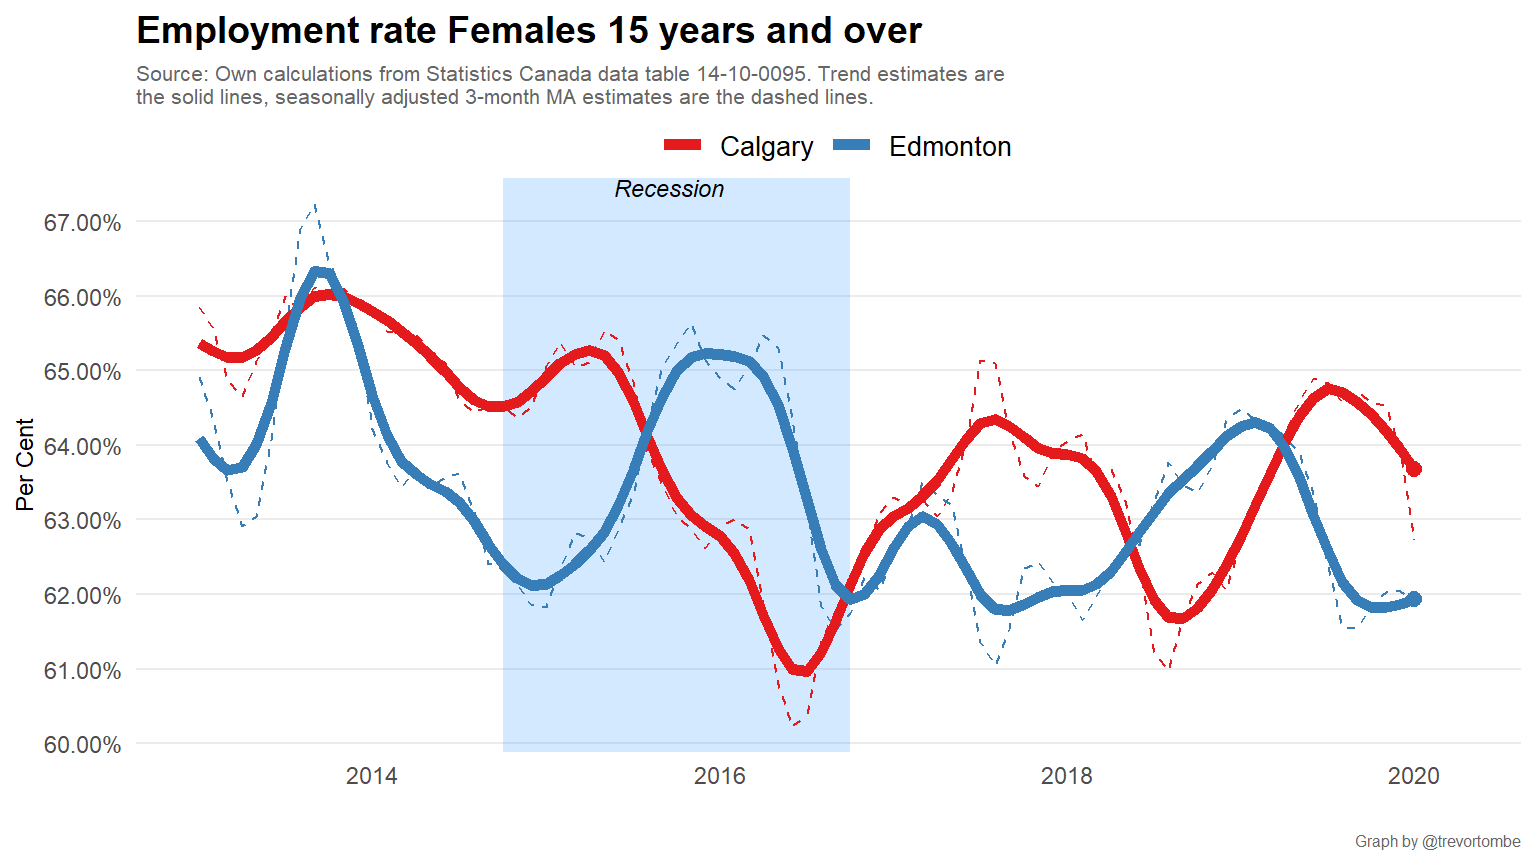 Employment rate Females 15 years and over
Source: Own calculations from Statistics Canada data table 14-10-0095. Trend estimates are
the solid lines, seasonally adjusted 3-month MA estimates are the dashed lines.
Calgary Edmonton
Recession
67.00%
66.00%
65.00%
64.00%
63.00%
62.00%
61.00%
60.00%
Per Cent
2014 2016 2018 2020
Graph by @trevortombe